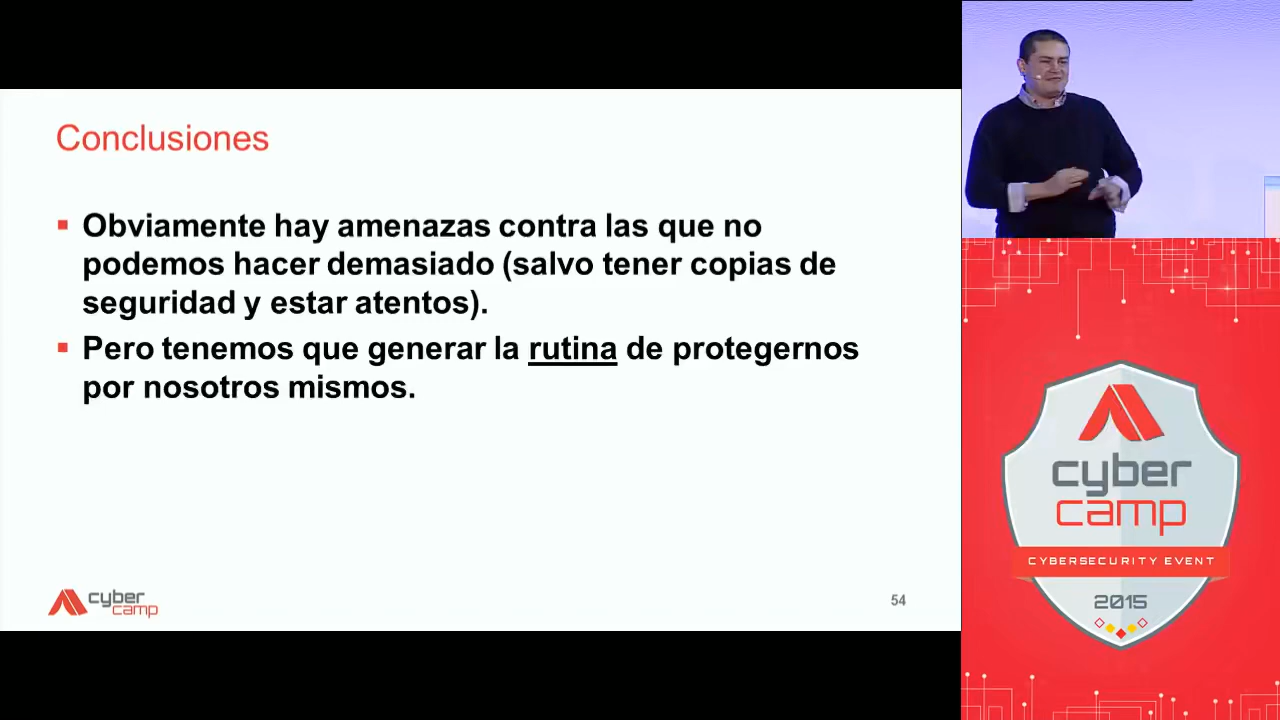 Conclusiones
Obviamente hay amenazas contra las que no
podemos hacer demasiado (salvo tener copias de
seguridad y estar atentos).
Pero tenemos que generar la rutina de protegernos
por nosotros mismos.
cyber
camp
54
cyber
camp
CYBERSECURITY EVENT
2015